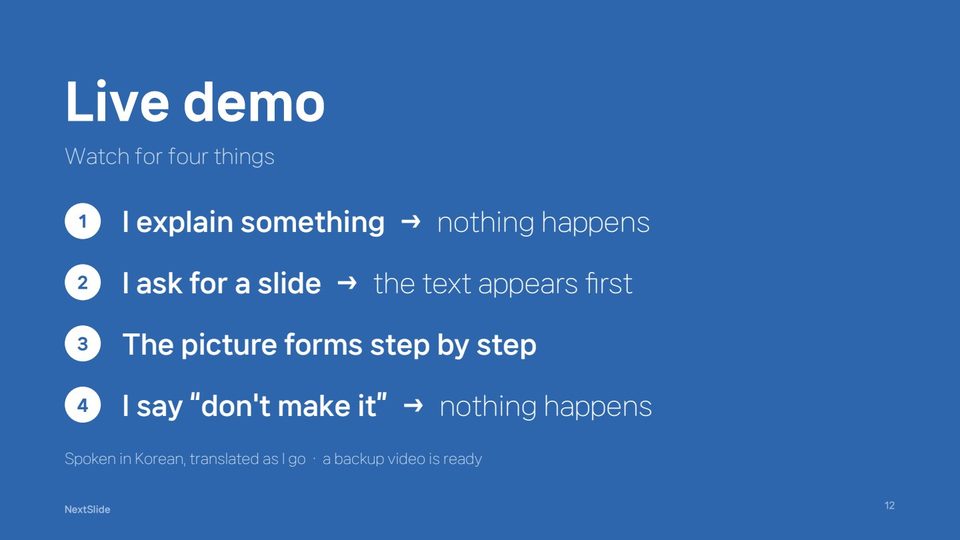 Live demo
Watch for four things
1 I explain something → nothing happens
2 I ask for a slide → the text appears first
3 The picture forms step by step
4 I say “don't make it” → nothing happens
Spoken in Korean, translated as I go · a backup video is ready
NextSlide
12